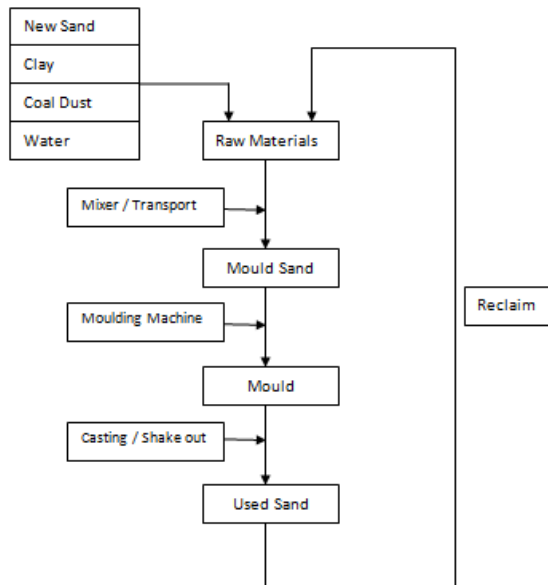 New Sand
Clay
Coal Dust
Water
Raw Materials
Mixer / Transport
Mould Sand
Moulding Machine
Reclaim
Mould
Casting / Shake out
Used Sand